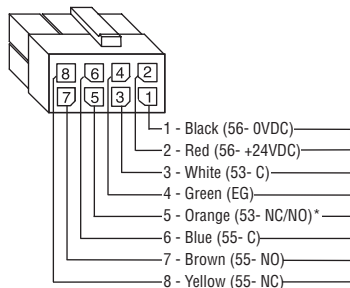 8 6 4 2
7 5 3 1
1 - Black (56- 0VDC)
2 - Red (56- +24VDC)
3 - White (53- C)
4 - Green (EG)
5 - Orange (53- NC/NO)*
6 - Blue (55- C)
7 - Brown (55- NO)
8 - Yellow (55- NC)